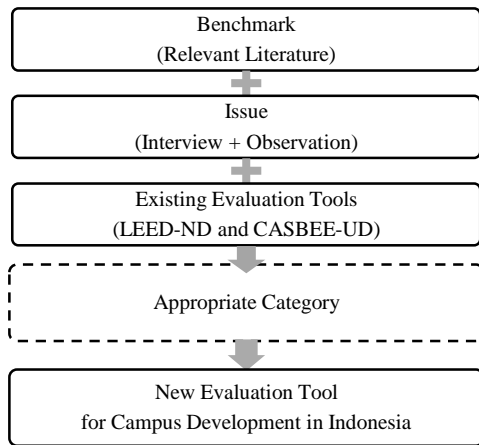 Benchmark
(Relevant Literature)
Issue
(Interview + Observation)
Existing Evaluation Tools
(LEED-ND and CASBEE-UD)
Appropriate Category
New Evaluation Tool
for Campus Development in Indonesia